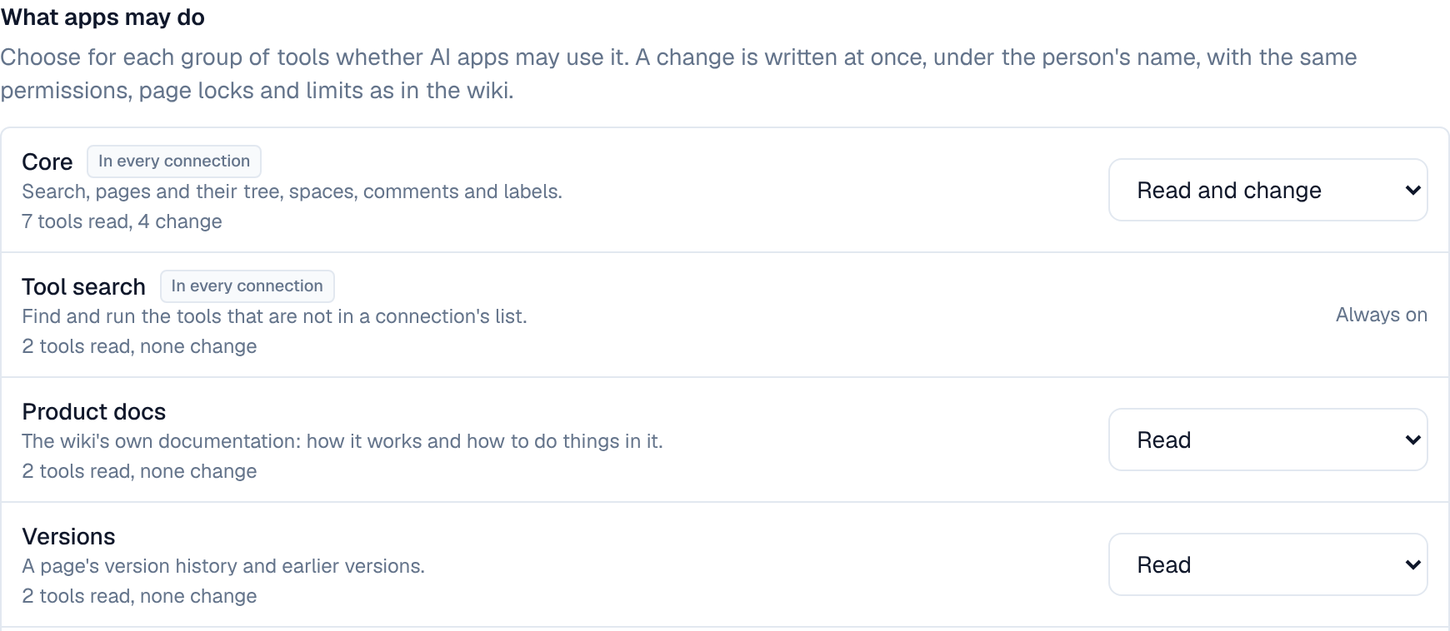 What apps may do
Choose for each group of tools whether AI apps may use it. A change is written at once, under the person's name, with the same
permissions, page locks and limits as in the wiki.
Core In every connection
Search, pages and their tree, spaces, comments and labels.
7 tools read, 4 change
Read and change
Tool search In every connection
Find and run the tools that are not in a connection's list.
2 tools read, none change
Always on
Product docs
The wiki's own documentation: how it works and how to do things in it.
2 tools read, none change
Read
Versions
A page's version history and earlier versions.
2 tools read, none change
Read